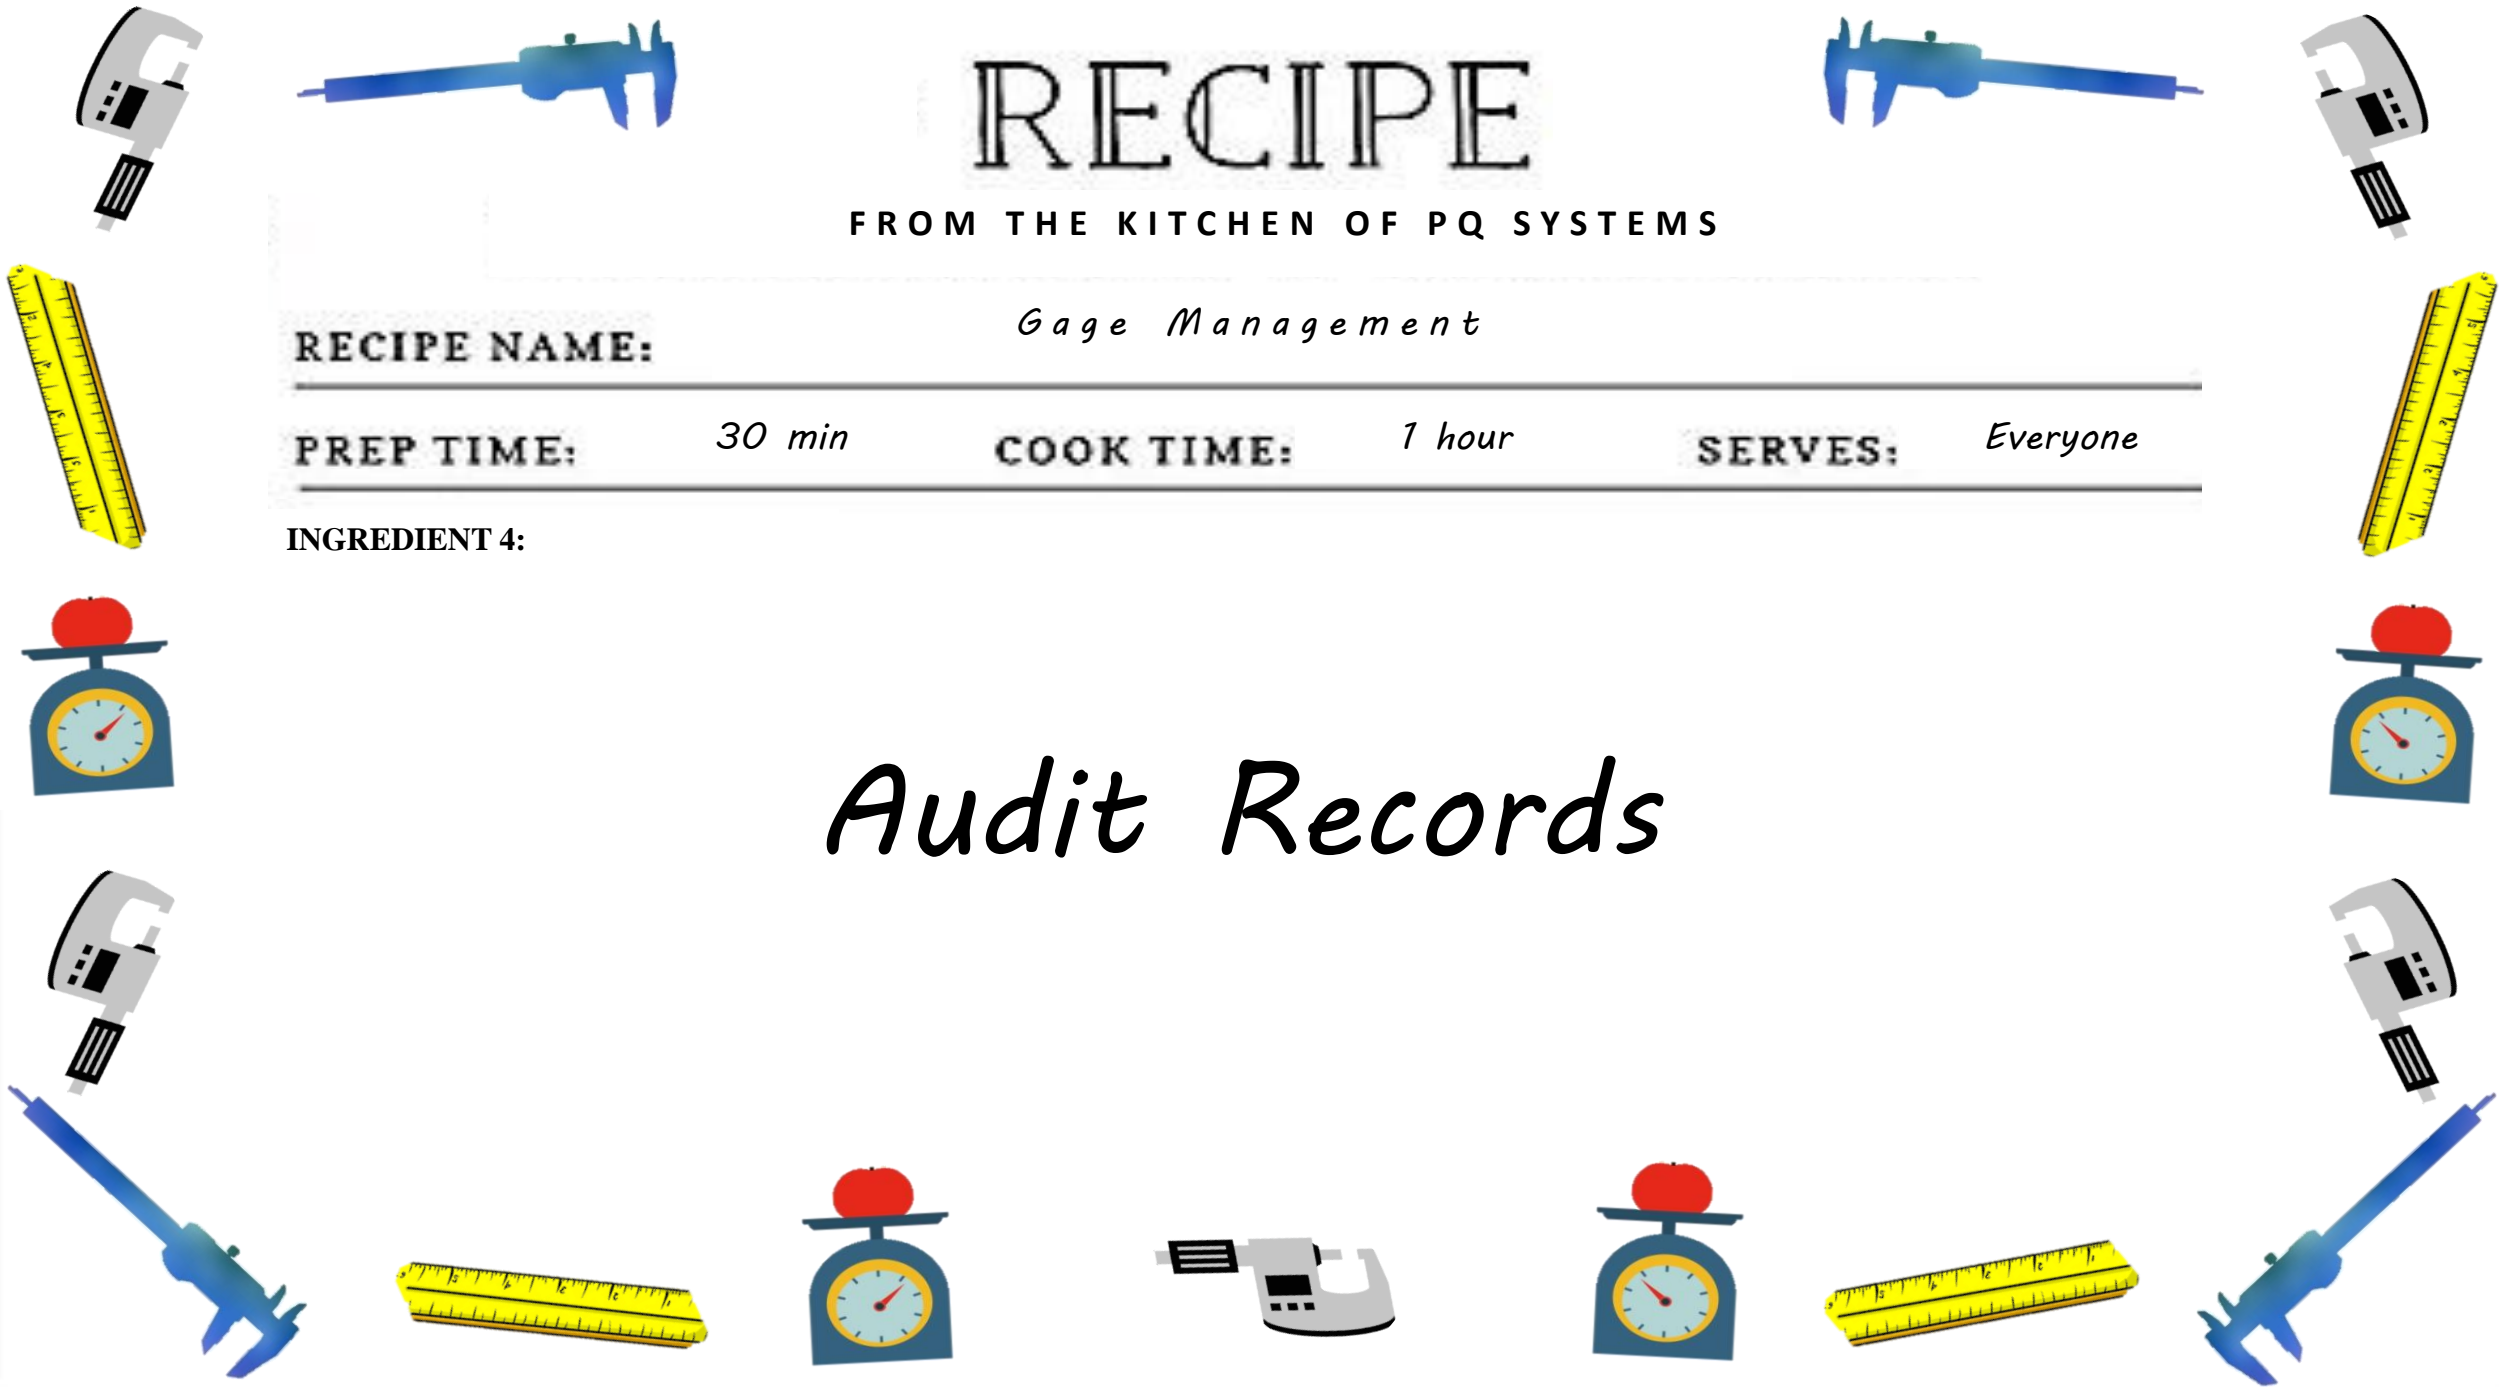 RECIPE
FROM THE KITCHEN OF PQ SYSTEMS
RECIPE NAME: Gage Management
PREP TIME: 30 min COOK TIME: 1 hour SERVES: Everyone
INGREDIENT 4:
Audit Records